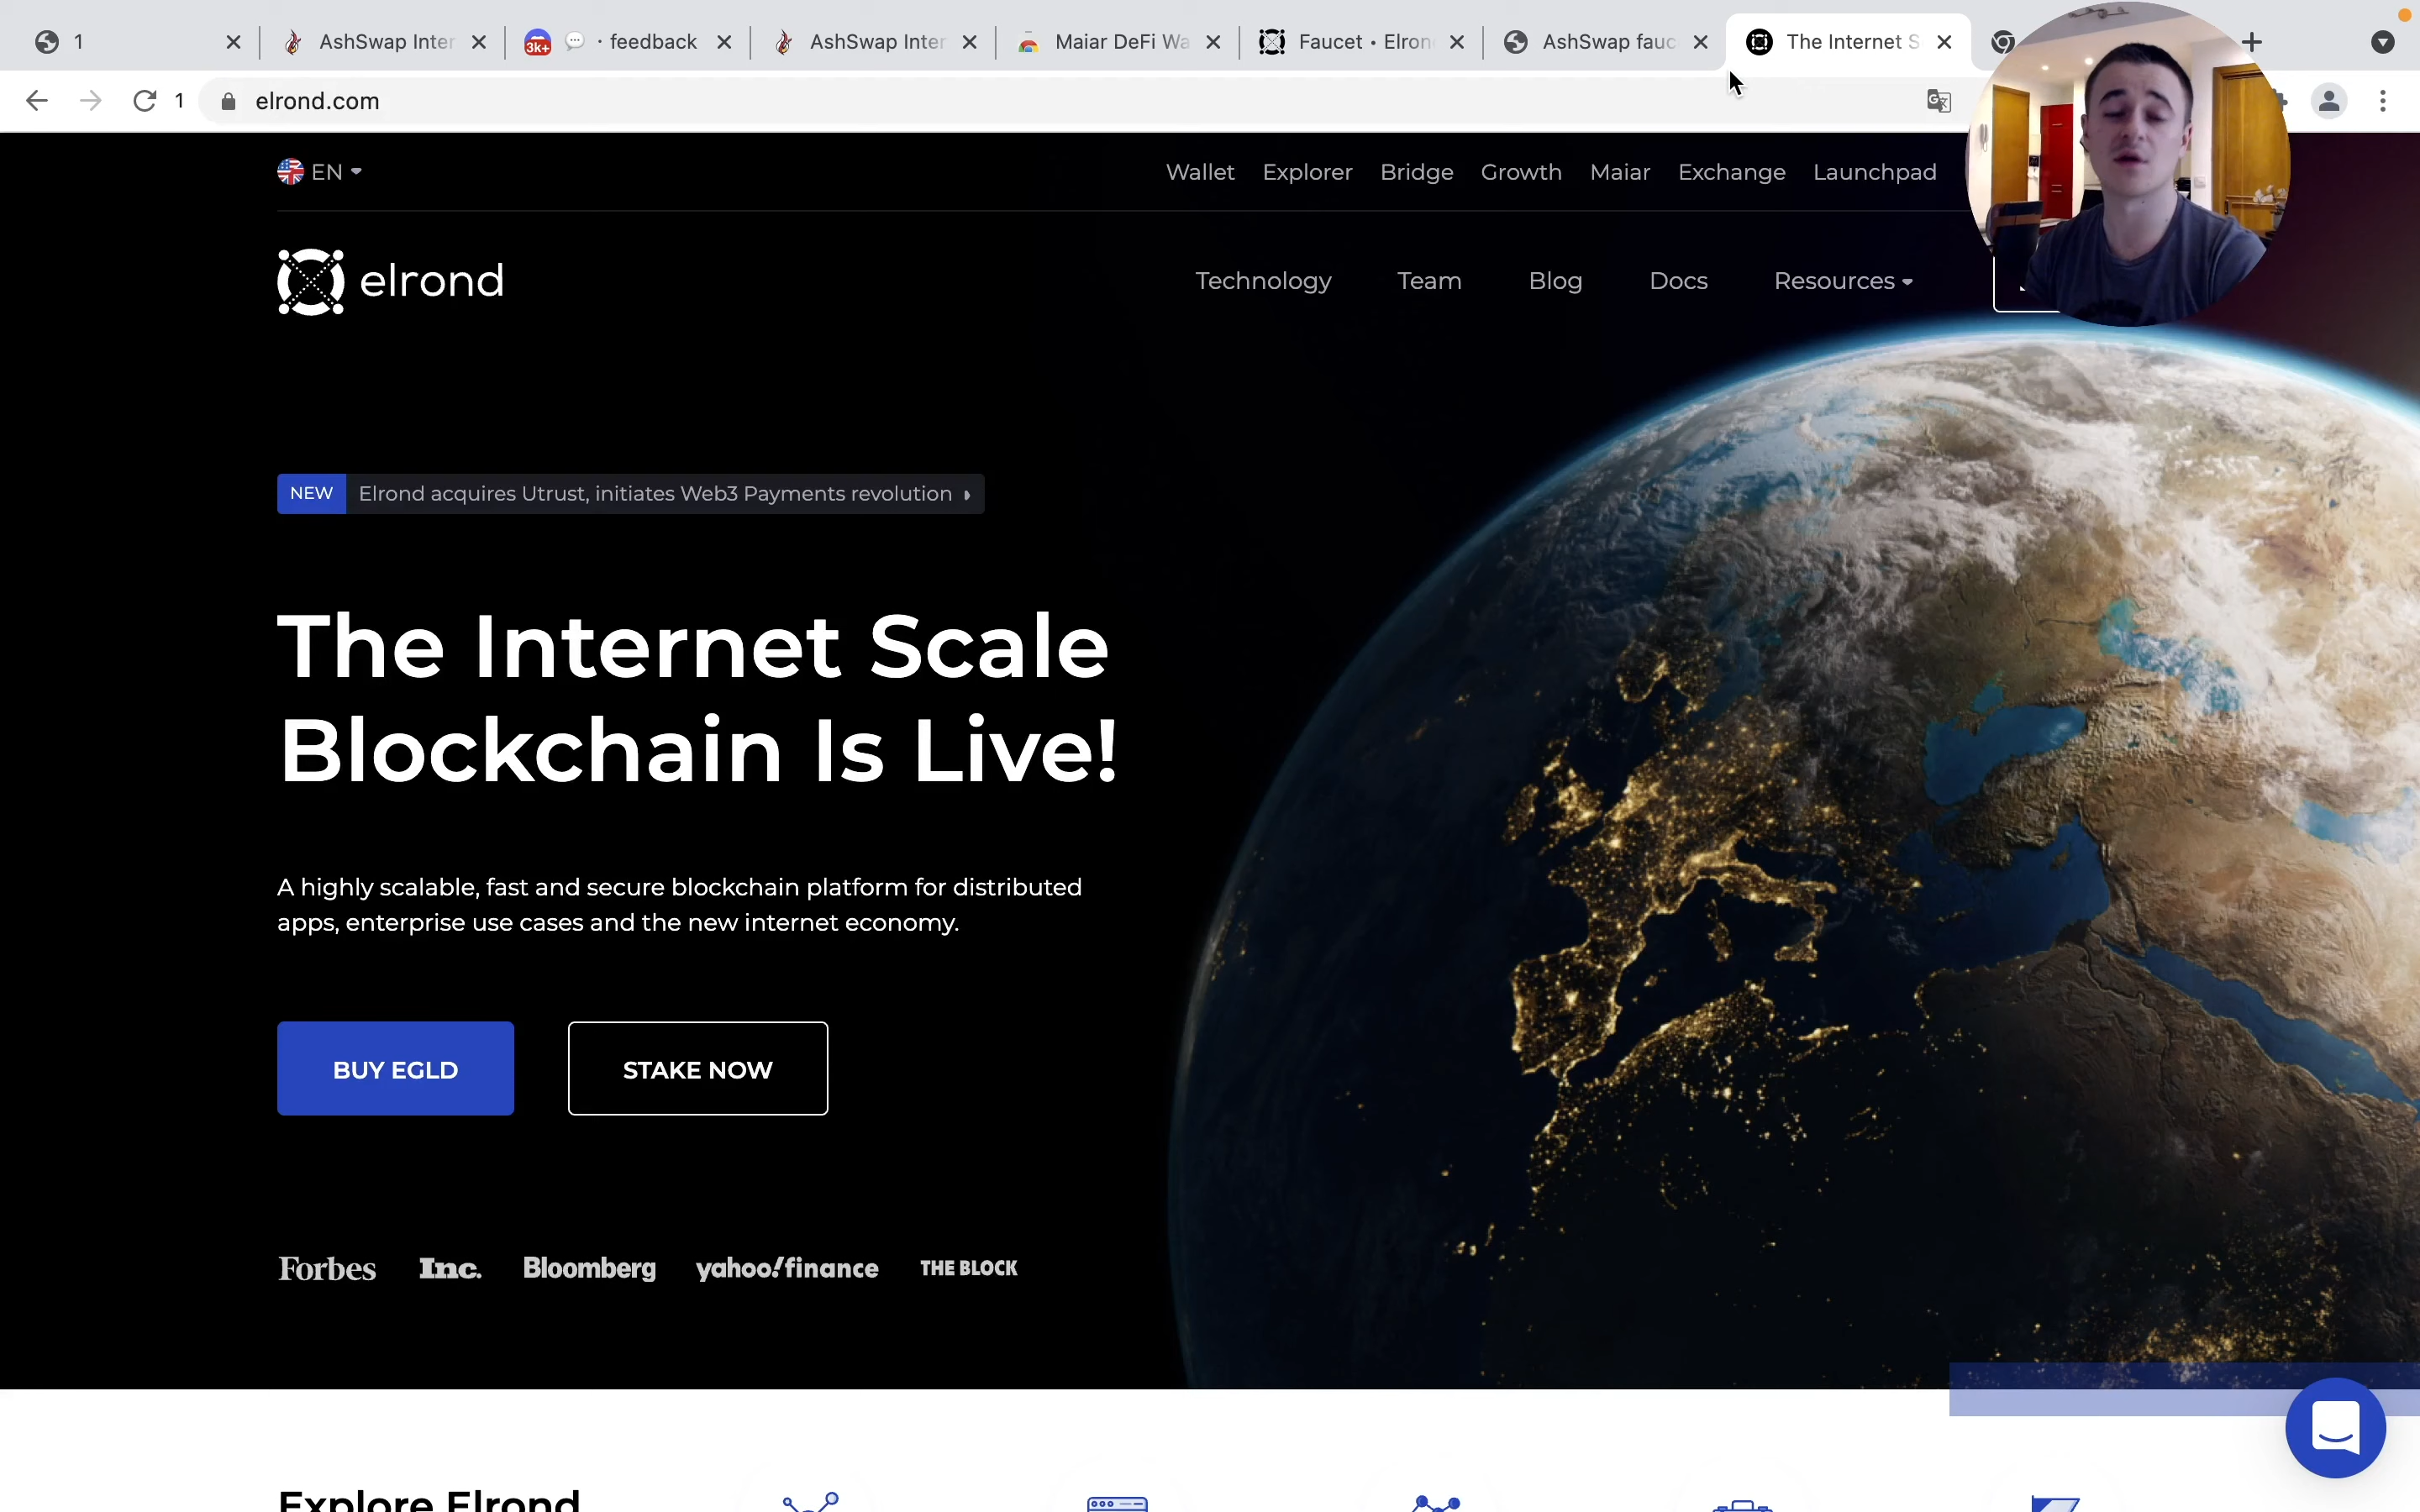 1
AshSwap Inter
3k+
· feedback
AshSwap Inter
Maiar DeFi Wa
Faucet • Elron
AshSwap fauc
The Internet S
1
elrond.com
EN
Wallet
Explorer
Bridge
Growth
Maiar
Exchange
Launchpad
elrond
Technology
Team
Blog
Docs
Resources
NEW
Elrond acquires Utrust, initiates Web3 Payments revolution
The Internet Scale
Blockchain Is Live!
A highly scalable, fast and secure blockchain platform for distributed
apps, enterprise use cases and the new internet economy.
BUY EGLD
STAKE NOW
Forbes
Inc.
Bloomberg
yahoo!finance
THE BLOCK
Explore Elrond